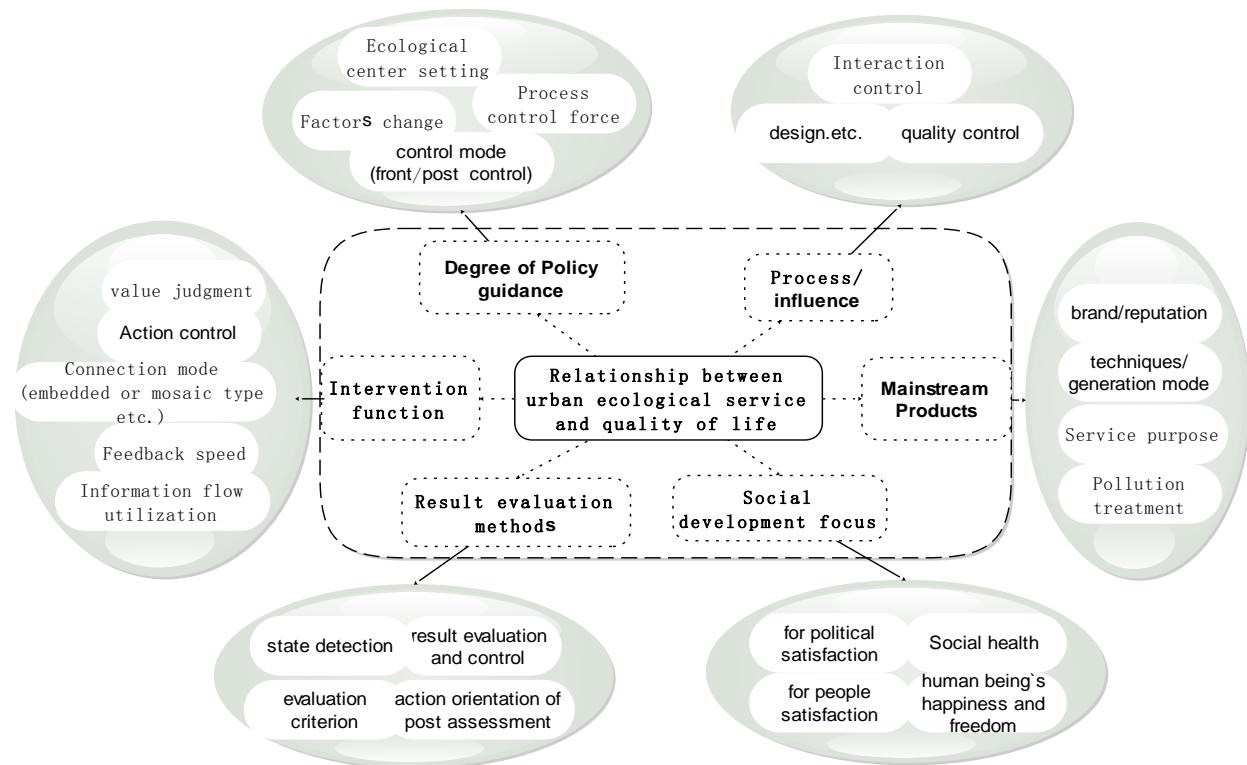 Ecological
center setting
Process
control force
Factors change
control mode
(front/post control)
Interaction
control
design.etc.
quality control
Degree of Policy
guidance
Process/
influence
value judgment
Action control
Connection mode
(embedded or mosaic type
etc.)
Feedback speed
Information flow
utilization
Intervention
function
Relationship between
urban ecological service
and quality of life
Mainstream
Products
brand/reputation
techniques/
generation mode
Service purpose
Pollution
treatment
Result evaluation
methods
Social
development focus
state detection
result evaluation
and control
evaluation
criterion
action orientation of
post assessment
for political
satisfaction
Social health
for people
satisfaction
human being`s
happiness and
freedom